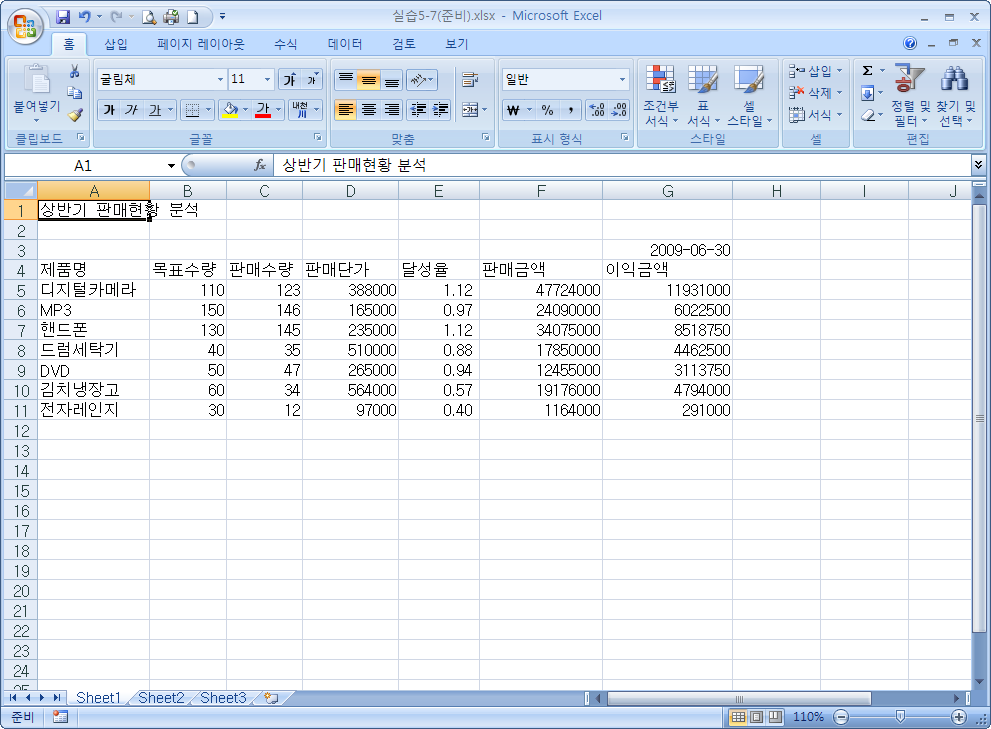 실습5-7(준비).xlsx - Microsoft Excel
홈 삽입 페이지 레이아웃 수식 데이터 검토 보기
붙여넣기
클립보드
굴림체 11
가 가 가 가
글꼴
맞춤
일반
% ,
표시 형식
조건부 서식 표 서식 셀 스타일
스타일
삽입
삭제
서식
셀
Σ
정렬 및 필터 찾기 및 선택
편집
A1 fx 상반기 판매현황 분석
A B C D E F G H I J
1 상반기 판매현황 분석
2
3 2009-06-30
4 제품명 목표수량 판매수량 판매단가 달성율 판매금액 이익금액
5 디지털카메라 110 123 388000 1.12 47724000 11931000
6 MP3 150 146 165000 0.97 24090000 6022500
7 핸드폰 130 145 235000 1.12 34075000 8518750
8 드럼세탁기 40 35 510000 0.88 17850000 4462500
9 DVD 50 47 265000 0.94 12455000 3113750
10 김치냉장고 60 34 564000 0.57 19176000 4794000
11 전자레인지 30 12 97000 0.40 1164000 291000
12
13
14
15
16
17
18
19
20
21
22
23
24
25
Sheet1 Sheet2 Sheet3
준비 110%